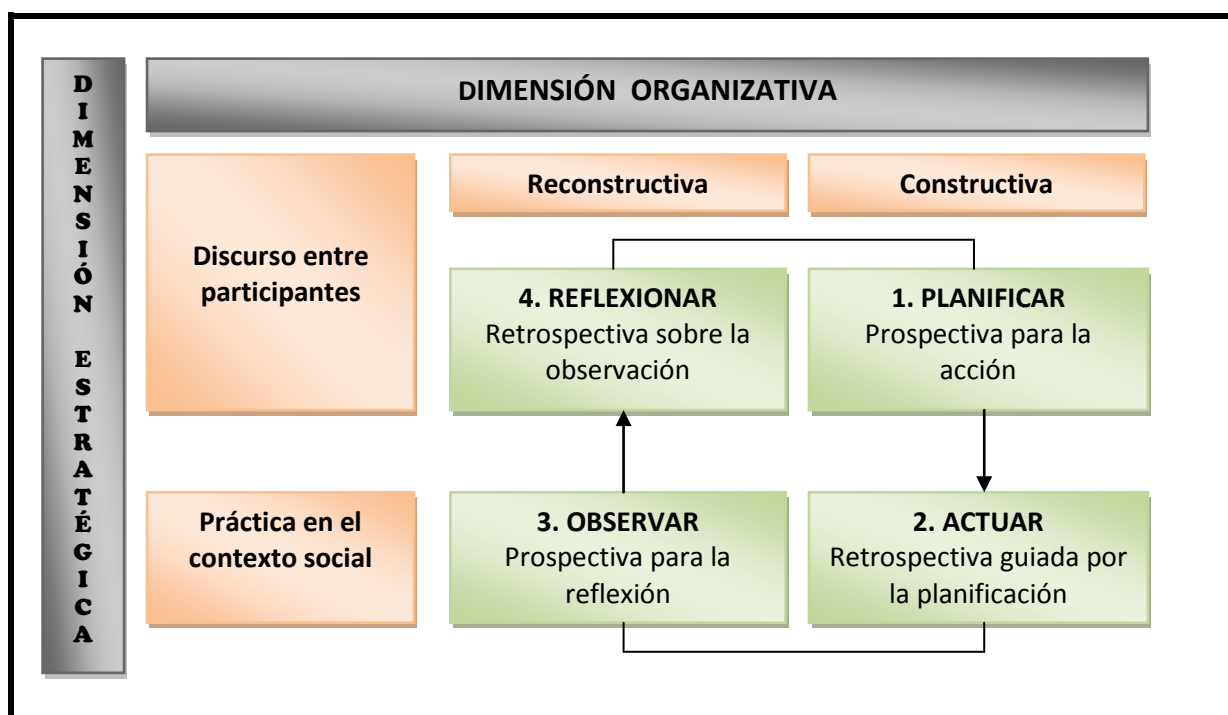 DIMENSIÓN ESTRATÉGICA
DIMENSIÓN ORGANIZATIVA
Reconstructiva
Constructiva
Discurso entre
participantes
4. REFLEXIONAR
Retrospectiva sobre la
observación
1. PLANIFICAR
Prospectiva para la
acción
Práctica en el
contexto social
3. OBSERVAR
Prospectiva para la
reflexión
2. ACTUAR
Retrospectiva guiada por
la planificación